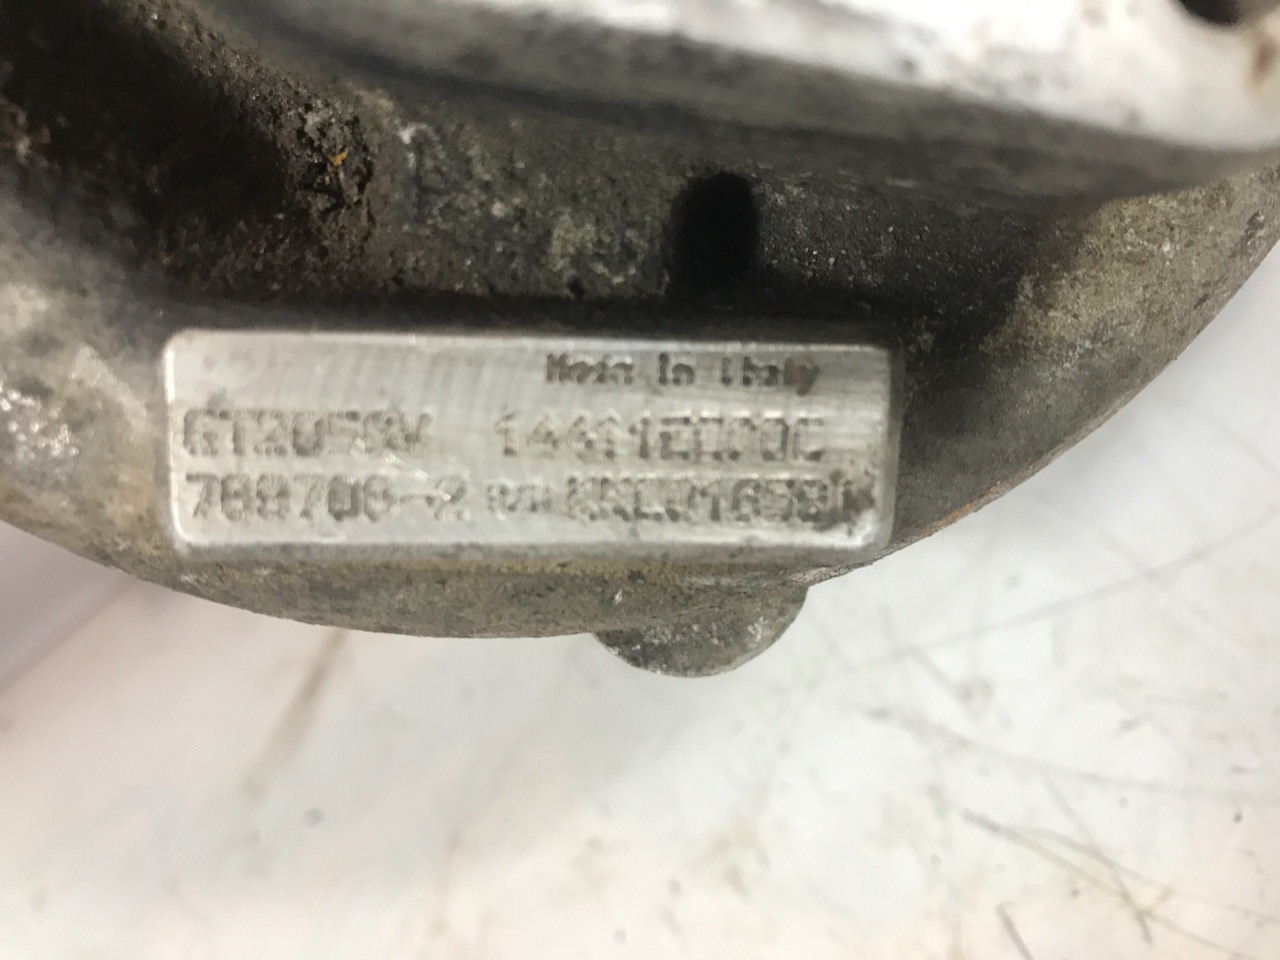 Made in Italy
GT2056V 14411EC00C
769708-2 S/N